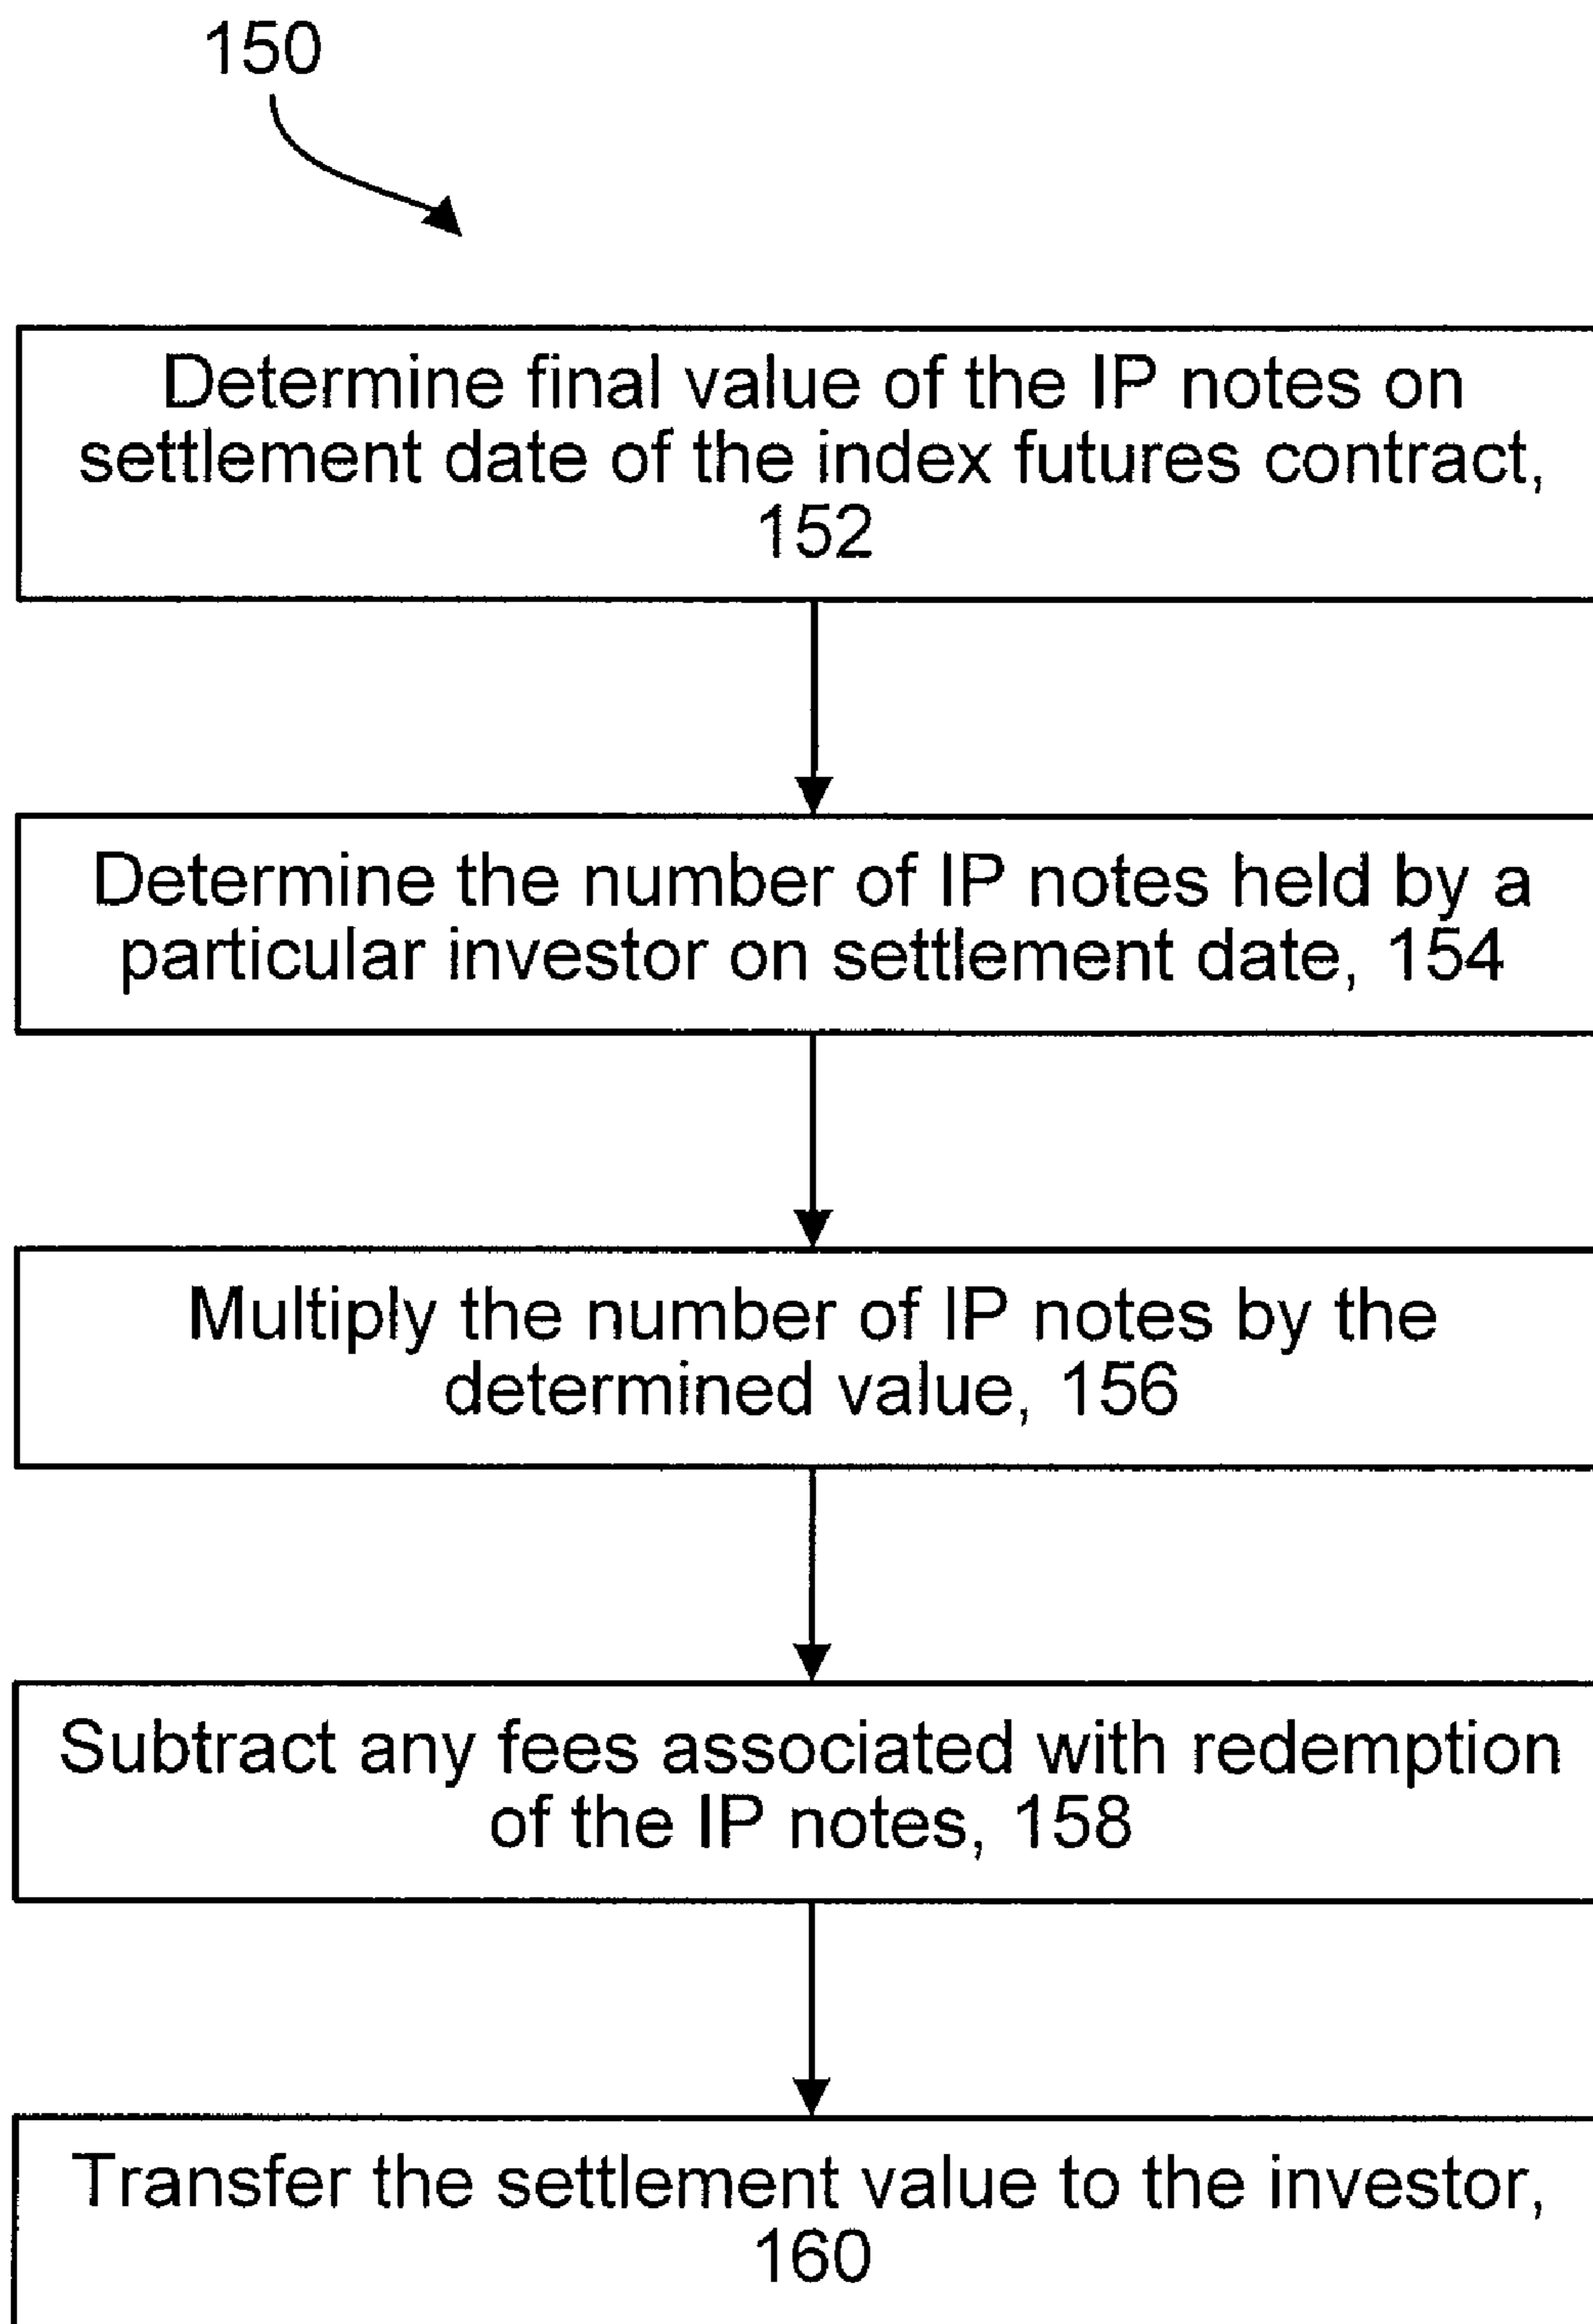 150
Determine final value of the IP notes on
settlement date of the index futures contract,
152
Determine the number of IP notes held by a
particular investor on settlement date, 154
Multiply the number of IP notes by the
determined value, 156
Subtract any fees associated with redemption
of the IP notes, 158
Transfer the settlement value to the investor,
160